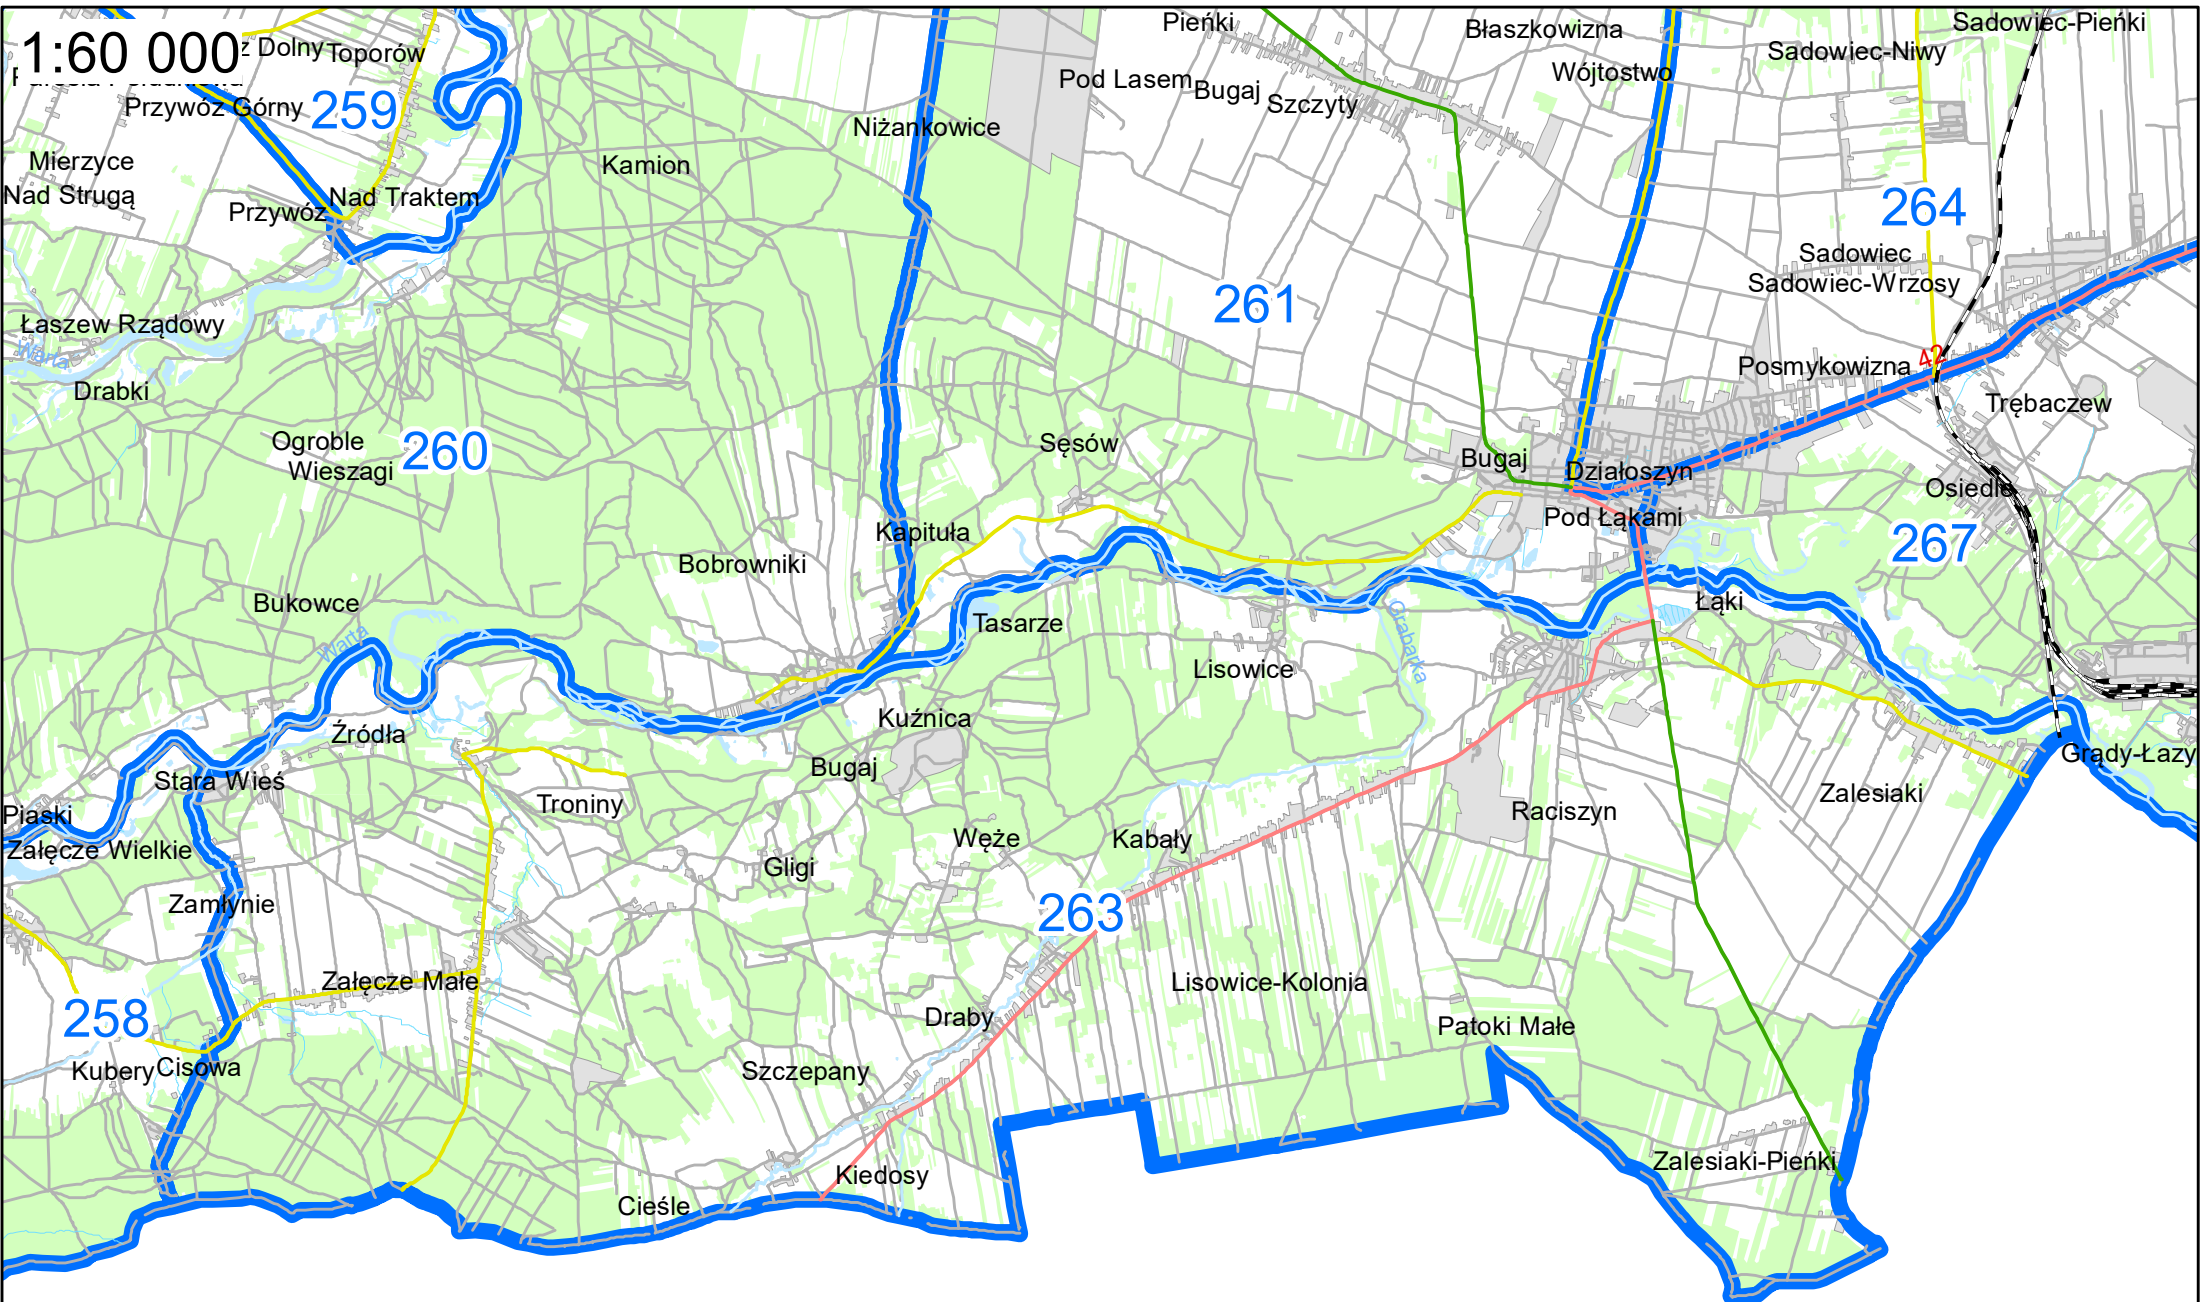 1:60 000
z Dolny
Toporów
Pieńki
Błaszkowizna
Sadowiec-Pieńki
Sadowiec-Niwy
Wójtostwo
Pod Lasem
Bugaj
Szczyty
Przywóz Górny
259
Niżankowice
Mierzyce
Kamion
Nad Strugą
Nad Traktem
Przywóz
264
Sadowiec
Sadowiec-Wrzosy
261
Łaszew Rządowy
Warta
42
Posmykowizna
Drabki
Trębaczew
Ogroble
Wieszagi
260
Sęsów
Bugaj
Działoszyn
Osiedle
Pod Łąkami
Kapituła
267
Bobrowniki
Bukowce
Łąki
Tasarze
Grabarka
Warta
Lisowice
Kuźnica
Źródła
Grądy-Łazy
Bugaj
Stara Wieś
Troniny
Zalesiaki
Piaski
Raciszyn
Węże
Kabały
Załęcze Wielkie
Gligi
Zamłynie
263
Załęcze Małe
Lisowice-Kolonia
258
Draby
Patoki Małe
Kubery
Cisowa
Szczepany
Zalesiaki-Pieńki
Kiedosy
Cieśle